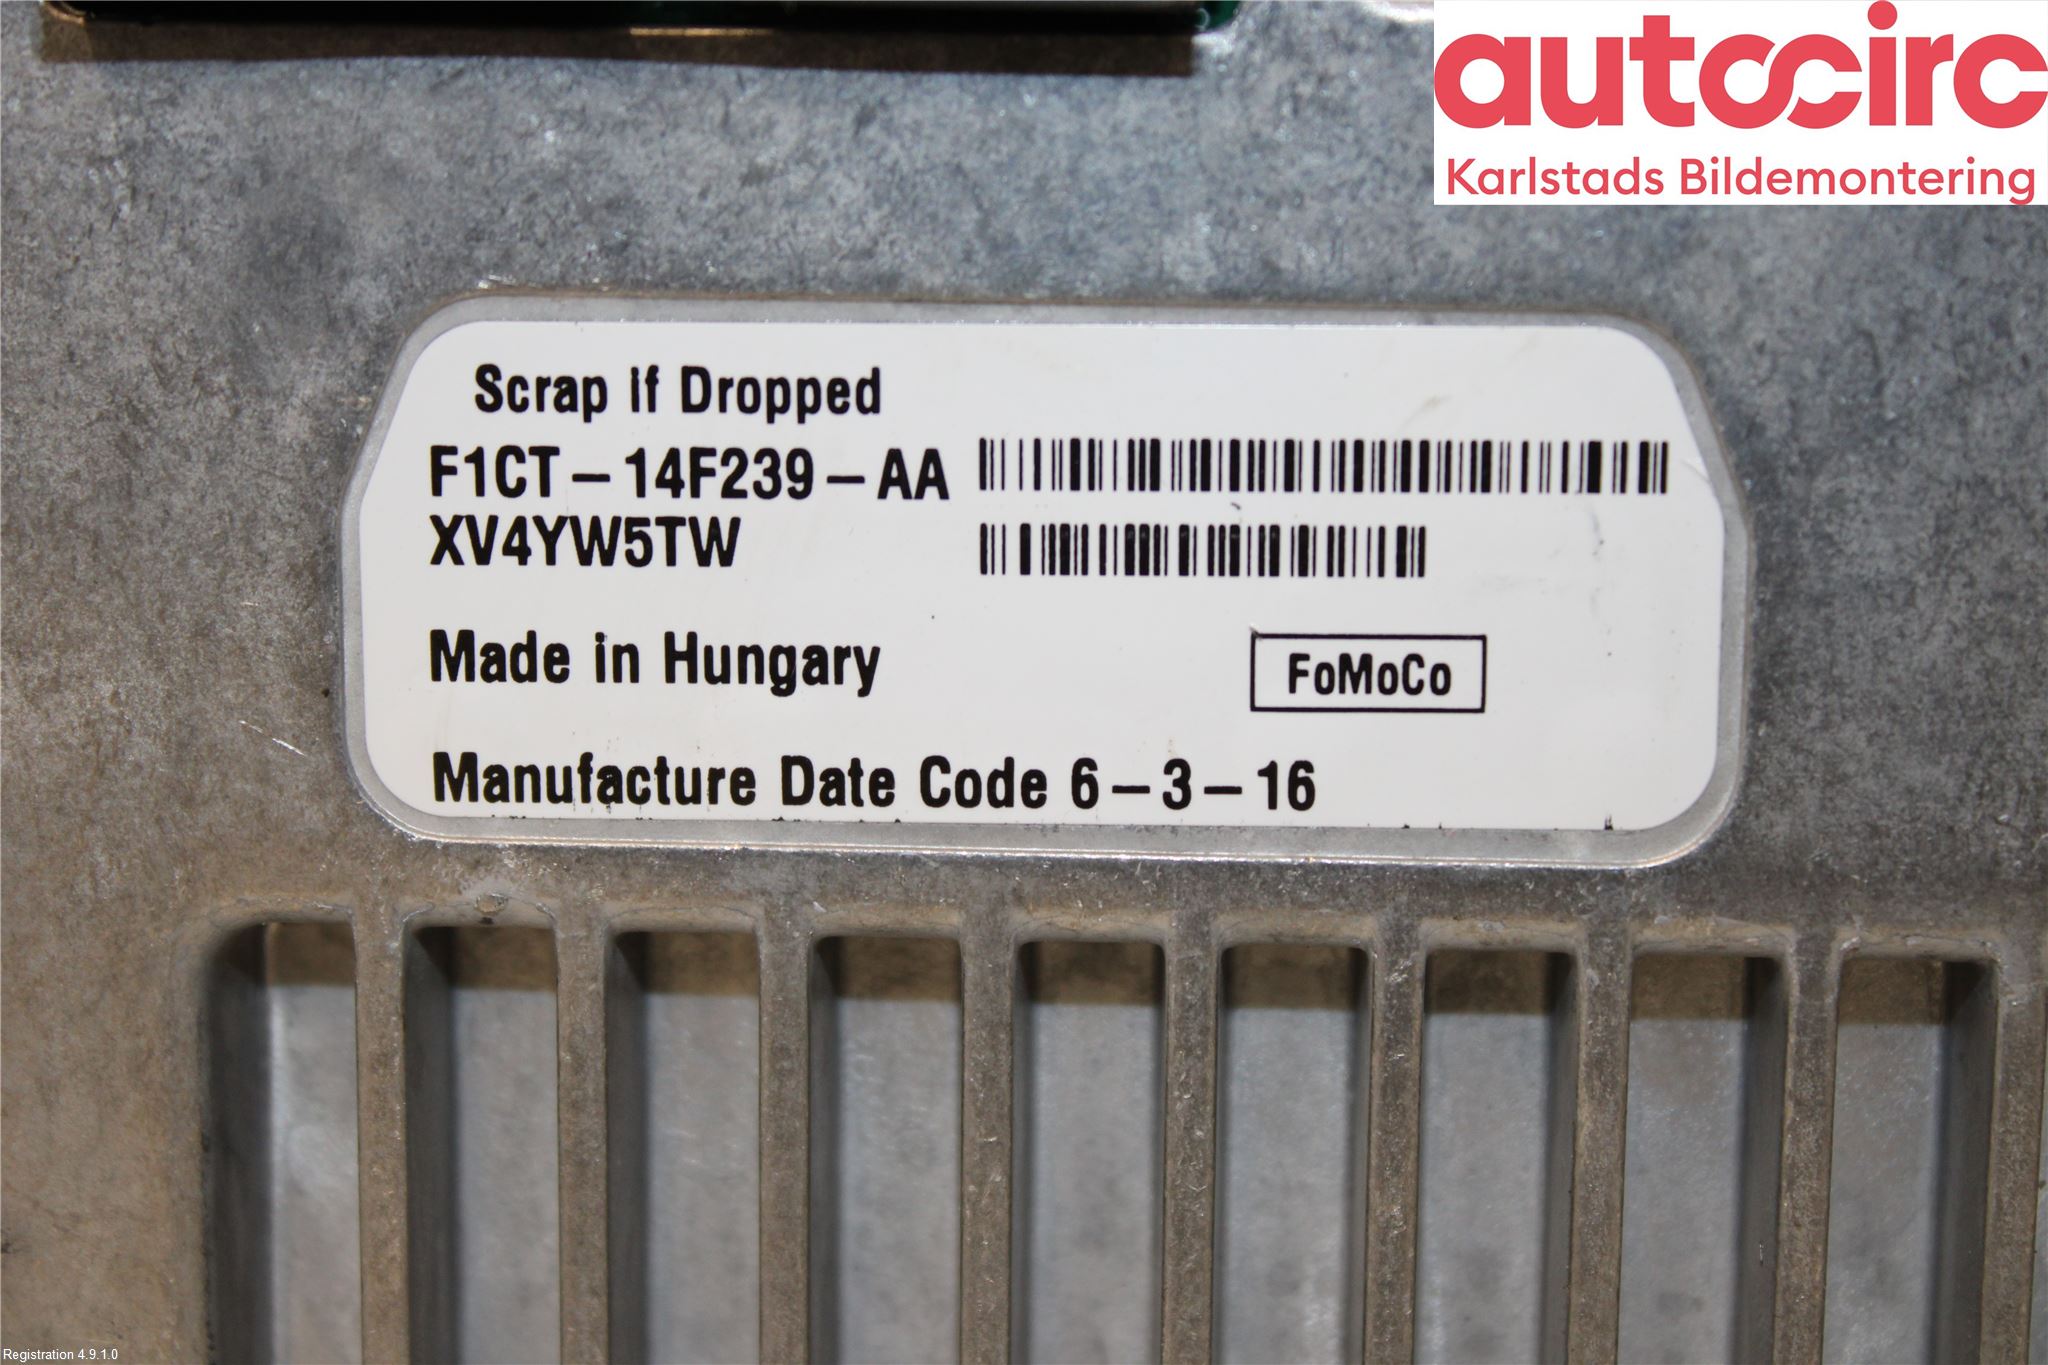 autocirc
Karlstads Bildemontering
Scrap If Dropped
F1CT-14F239-AA
XV4YW5TW
Made in Hungary
FoMoCo
Manufacture Date Code 6-3-16
Registration 4.9.1.0